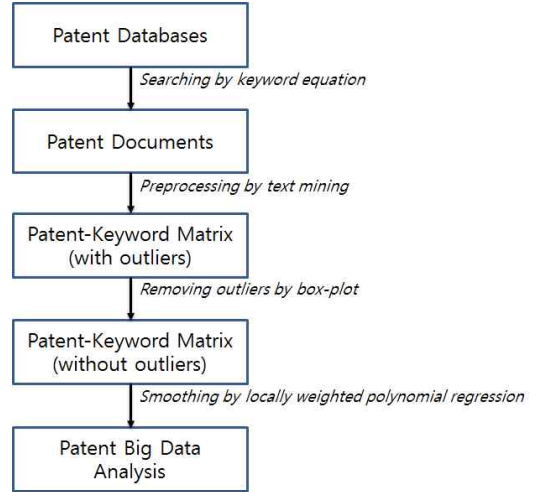 Patent Databases
Searching by keyword equation
Patent Documents
Preprocessing by text mining
Patent-Keyword Matrix
(with outliers)
Removing outliers by box-plot
Patent-Keyword Matrix
(without outliers)
Smoothing by locally weighted polynomial regression
Patent Big Data
Analysis